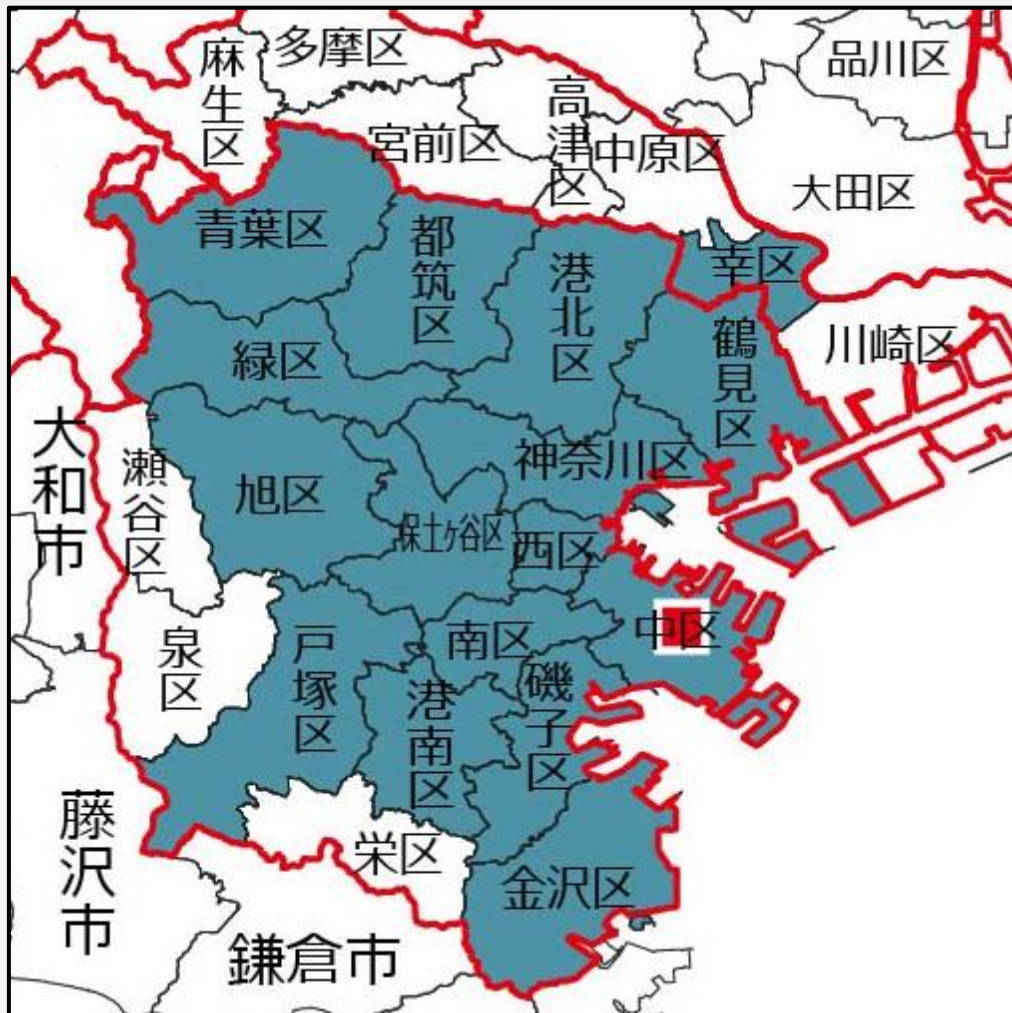 麻生区
多摩区
品川区
高津区
宮前区
中原区
大田区
青葉区
都筑区
港北区
幸区
鶴見区
川崎区
緑区
大和市
瀬谷区
旭区
神奈川区
保土ヶ谷区
西区
泉区
戸塚区
南区
中区
港南区
磯子区
藤沢市
栄区
金沢区
鎌倉市